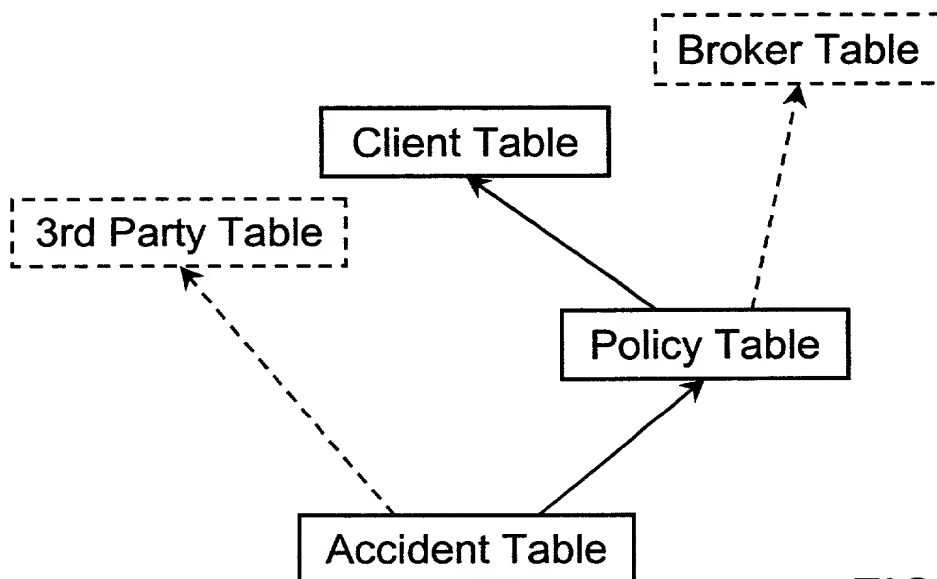 Broker Table
Client Table
3rd Party Table
Policy Table
Accident Table